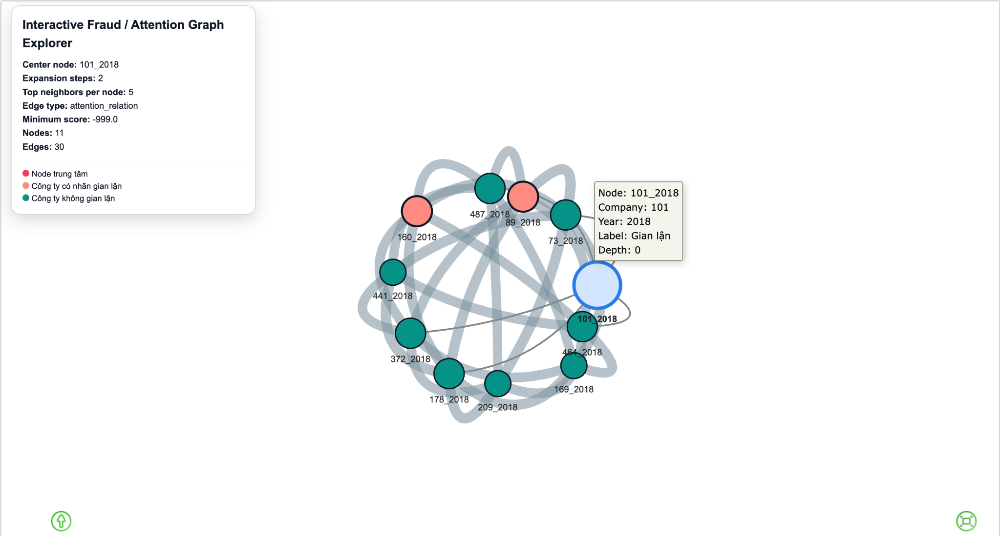 Interactive Fraud / Attention Graph
Explorer
Center node: 101_2018
Expansion steps: 2
Top neighbors per node: 5
Edge type: attention_relation
Minimum score: -999.0
Nodes: 11
Edges: 30
Node trung tâm
Công ty có nhãn gian lận
Công ty không gian lận
Node: 101_2018
Company: 101
Year: 2018
Label: Gian lận
Depth: 0
487_2018
89_2018
160_2018
73_2018
441_2018
101_2018
464_2018
372_2018
169_2018
178_2018
209_2018